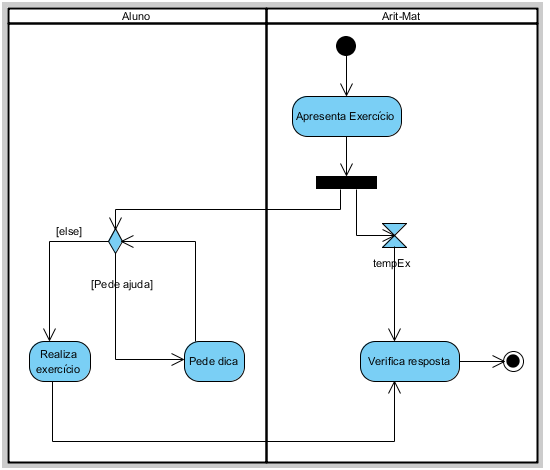 Aluno
Arit-Mat
Apresenta Exercício
[else]
tempEx
[Pede ajuda]
Realiza
exercício
Pede dica
Verifica resposta